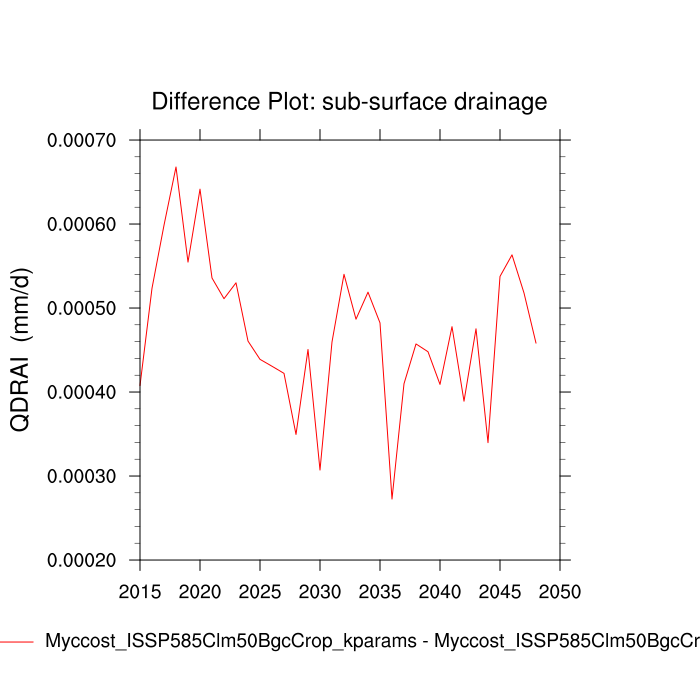 Difference Plot: sub-surface drainage
0.00070
0.00060
0.00050
0.00040
0.00030
0.00020
QDRAI (mm/d)
2015 2020 2025 2030 2035 2040 2045 2050
Myccost_ISSP585Clm50BgcCrop_kparams - Myccost_ISSP585Clm50BgcCr